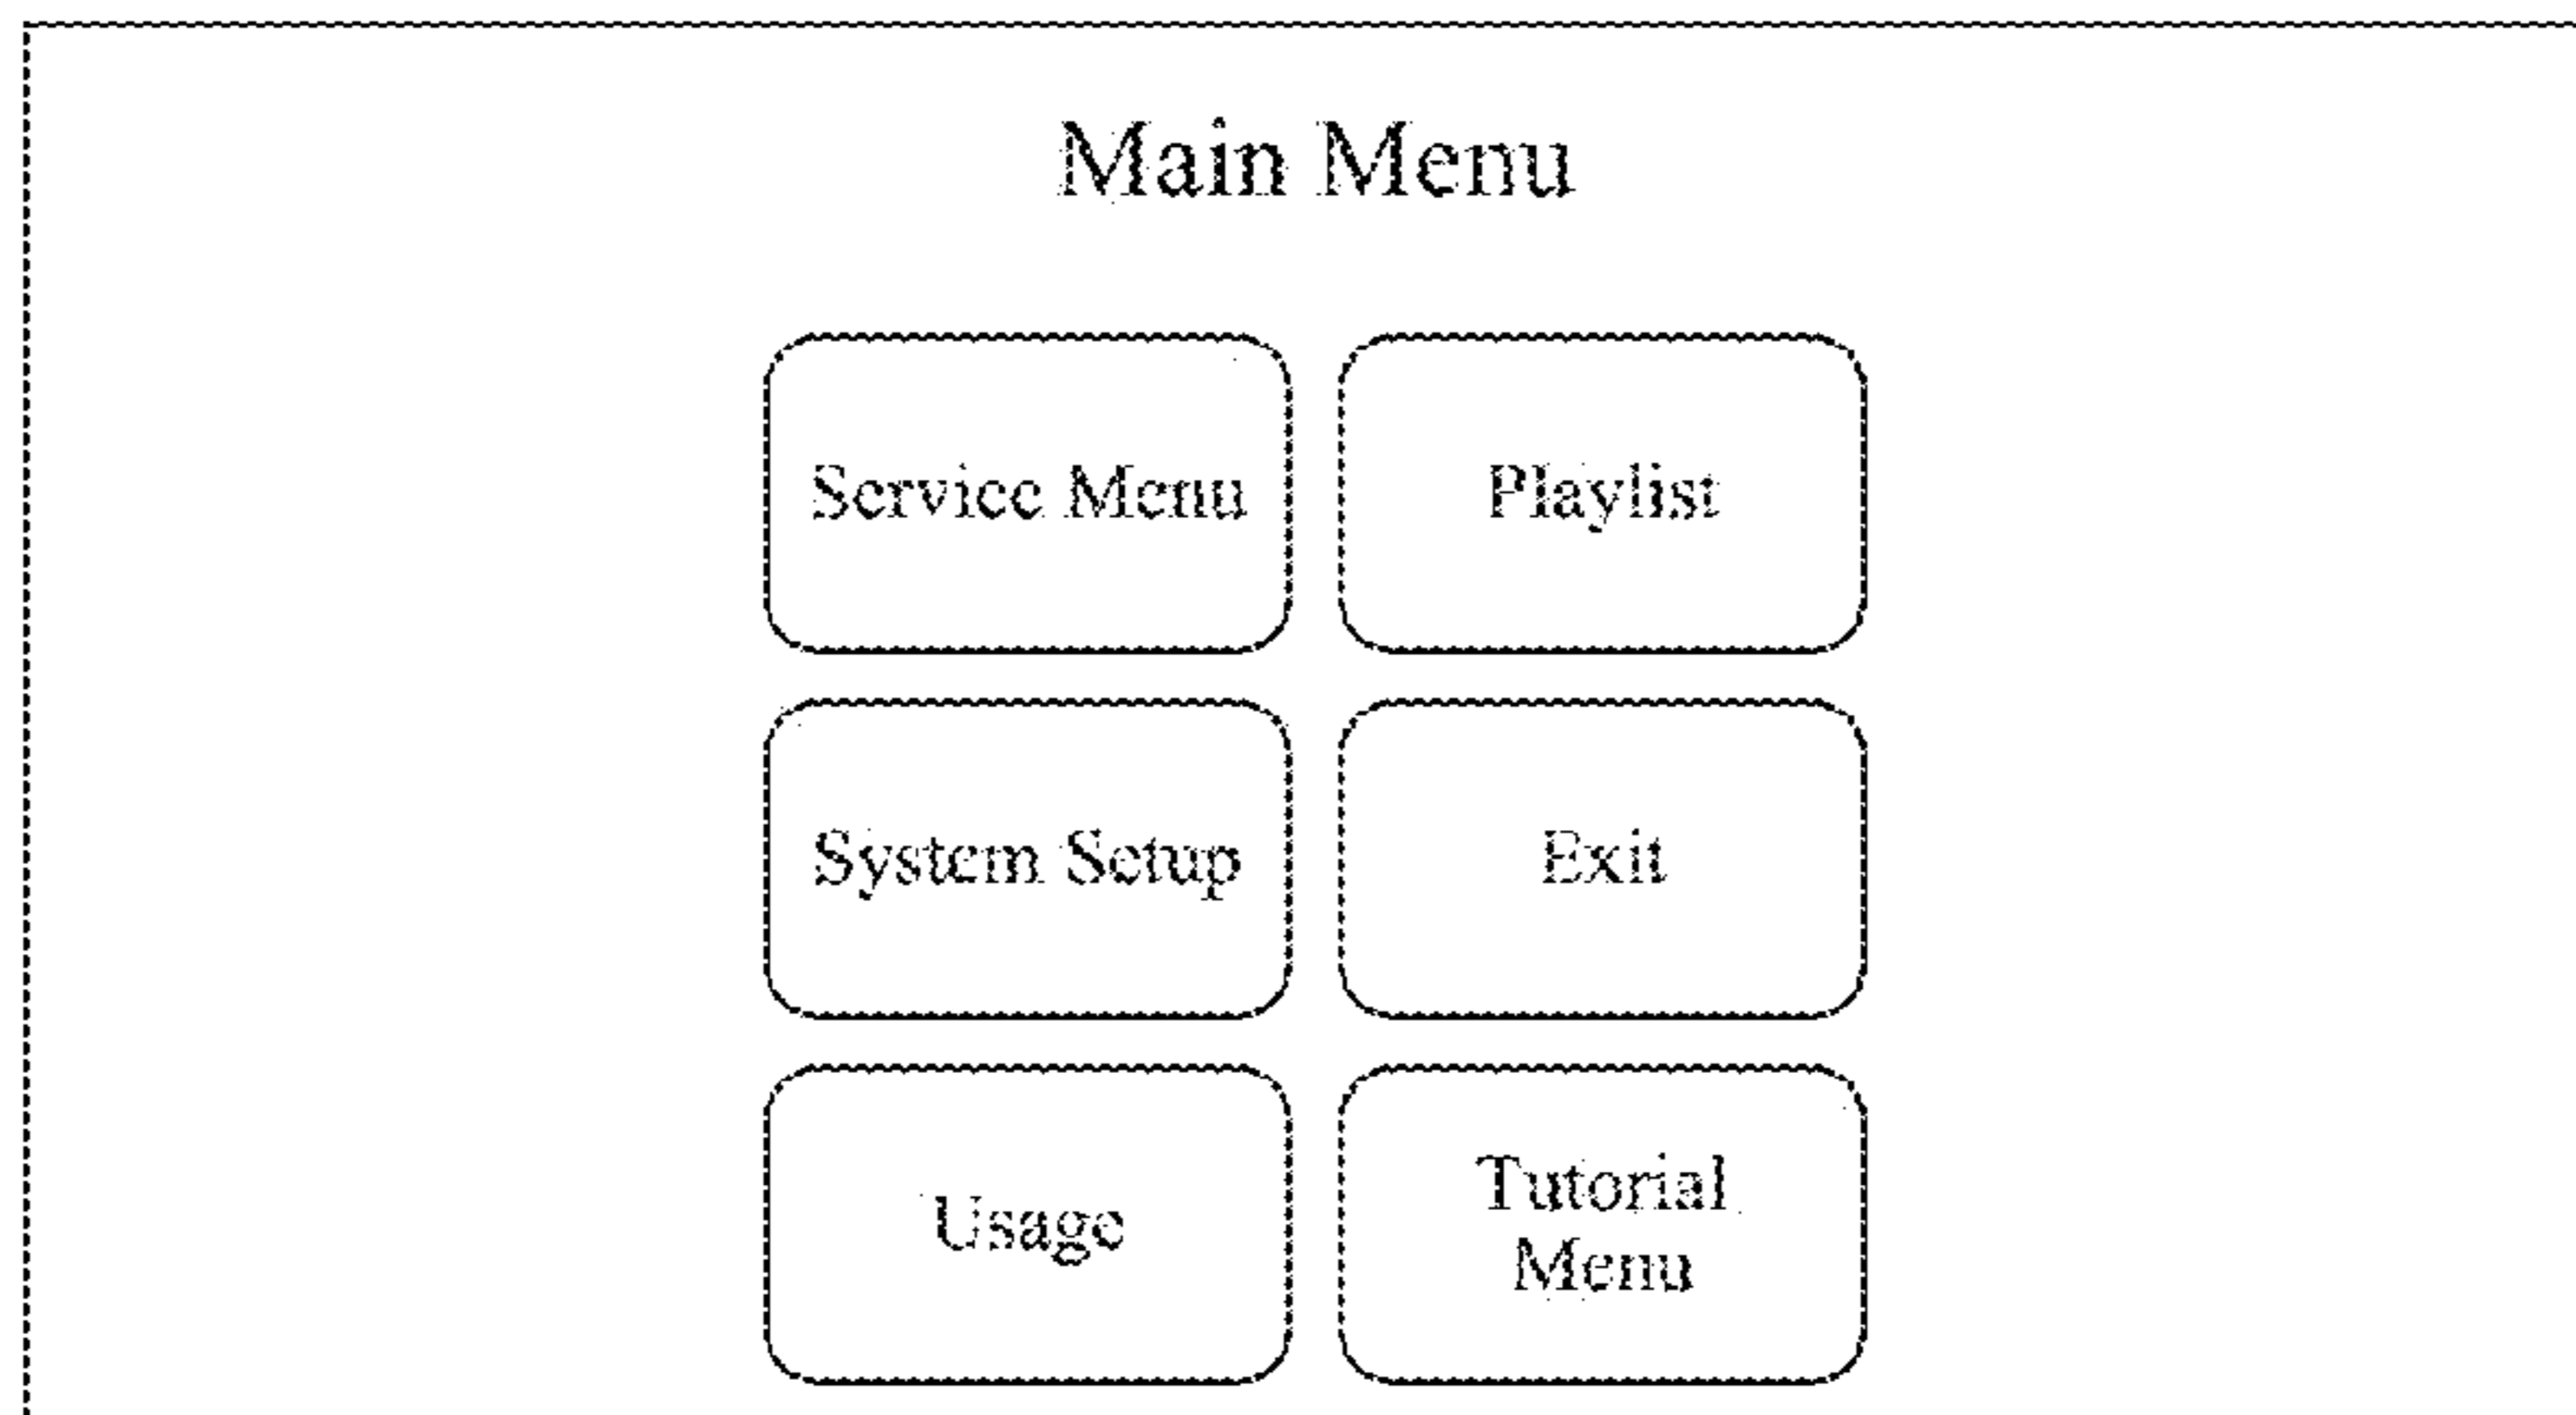 Main Menu
Service Menu
Playlist
System Setup
Exit
Usage
Tutorial
Menu